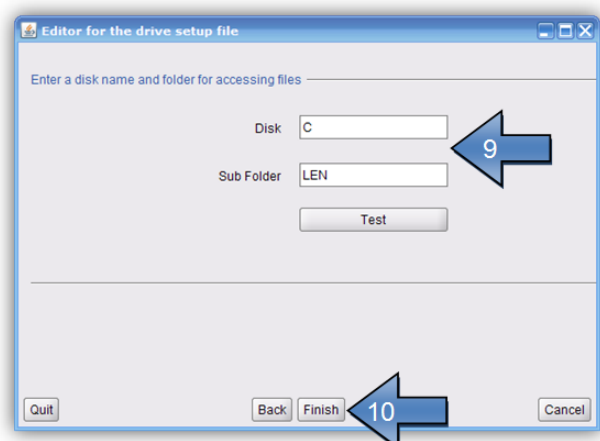 Editor for the drive setup file
Enter a disk name and folder for accessing files
Disk C
9
Sub Folder LEN
Test
Quit Back Finish 10 Cancel